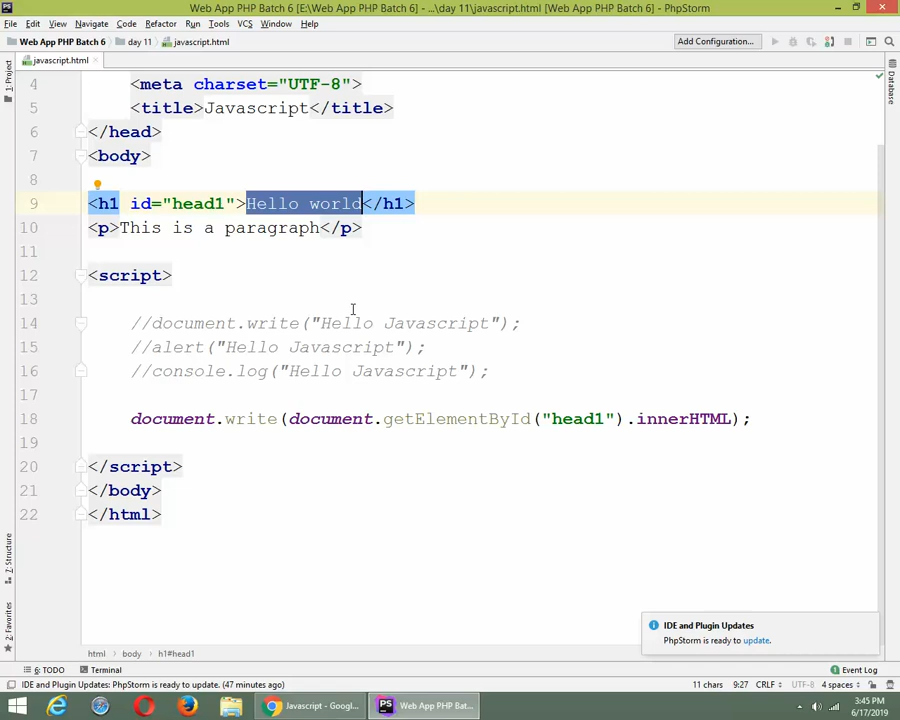 Web App PHP Batch 6 [E:\Web App PHP Batch 6] - ...\day 11\javascript.html - PhpStorm
File Edit View Navigate Code Refactor Run Tools VCS Window Help
Web App PHP Batch 6 day 11 javascript.html Add Configuration...
javascript.html
1: Project
Database
4 <meta charset="UTF-8">
5 <title>Javascript</title>
6 </head>
7 <body>
8
9 <h1 id="head1">Hello world</h1>
10 <p>This is a paragraph</p>
11
12 <script>
13
14 //document.write("Hello Javascript");
15 //alert("Hello Javascript");
16 //console.log("Hello Javascript");
17
18 document.write(document.getElementById("head1").innerHTML);
19
20 </script>
21 </body>
22 </html>
7: Structure
2: Favorites
IDE and Plugin Updates
PhpStorm is ready to update.
html body h1#head1
6: TODO Terminal Event Log
IDE and Plugin Updates: PhpStorm is ready to update. (47 minutes ago) 11 chars 9:27 CRLF UTF-8 4 spaces
Javascript - Googl... Web App PHP Bat... 3:45 PM
6/17/2019